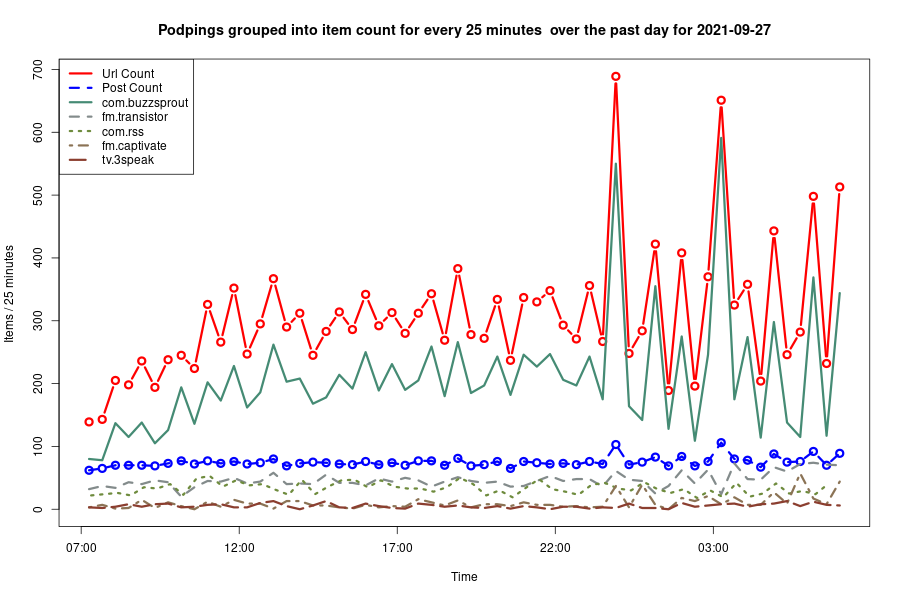 Podpings grouped into item count for every 25 minutes  over the past day for 2021-09-27
Url Count
Post Count
com.buzzsprout
fm.transistor
com.rss
fm.captivate
tv.3speak
Items / 25 minutes
700
600
500
400
300
200
100
0
07:00 12:00 17:00 22:00 03:00
Time